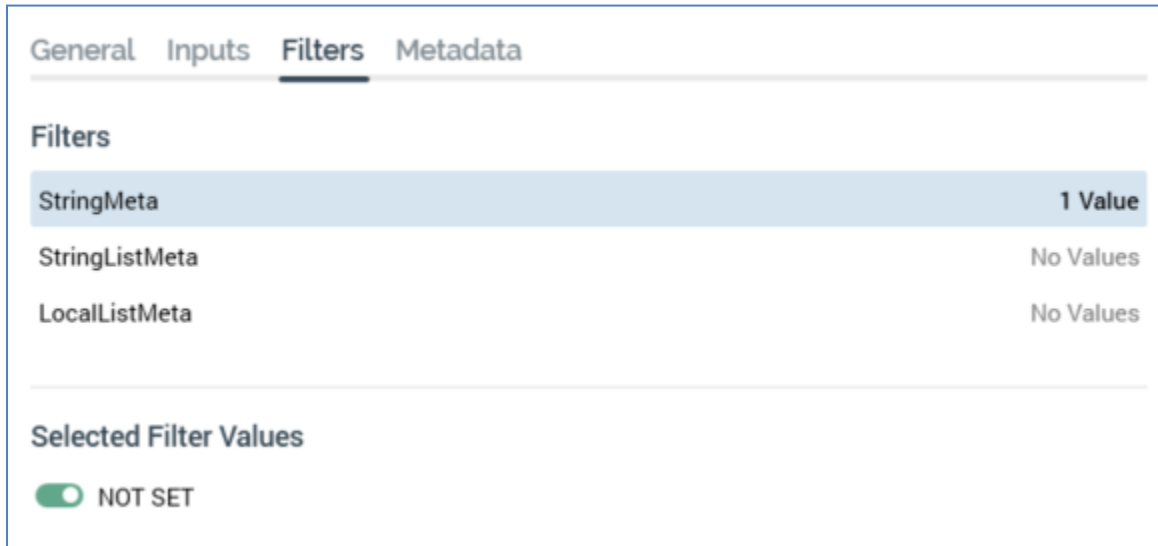 General Inputs Filters Metadata
Filters
StringMeta 1 Value
StringListMeta No Values
LocalListMeta No Values
Selected Filter Values
NOT SET